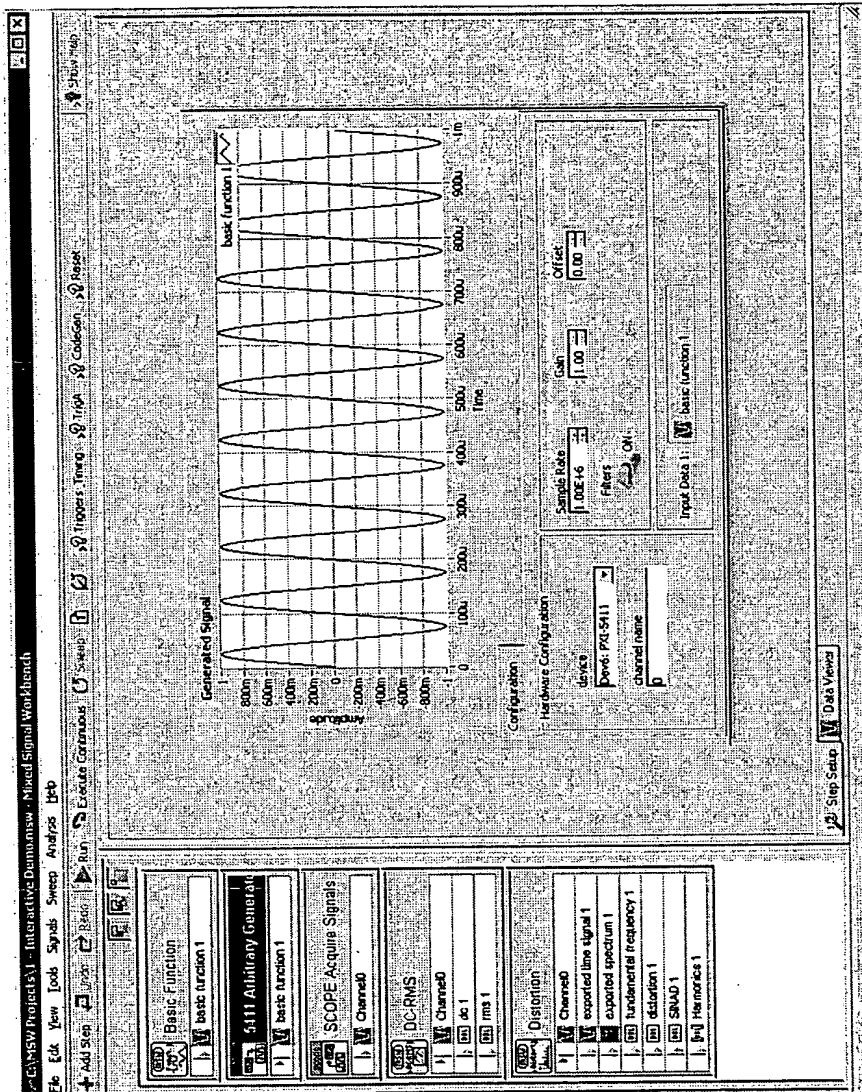 C:\MSW Projects\1 - Interactive Demo.msw - Mixed Signal Workbench
File Edit View Tools Signals Sweep Analysis Help
Add Step Undo Redo Run Execute Continuous Sweep Triggers Timing TrigA CodeGen Reset Show Help
Basic Function
basic function 1
5411 Arbitrary Generato
basic function 1
SCOPE Acquire Signals
Channel0
DC-RMS
Channel0
dc 1
rms 1
Distortion
Channel0
exported time signal 1
exported spectrum 1
fundamental frequency 1
distortion 1
SINAD 1
Harmonics 1
Generated Signal
basic function 1
Amplitude
1
800m
600m
400m
200m
0
-200m
-400m
-600m
-800m
-1
0 100u 200u 300u 400u 500u 600u 700u 800u 900u 1m
Time
Configuration
Hardware Configuration
device
Dev6: PXI-5411
channel name
0
Sample Rate Gain Offset
1.00E+6 1.00 0.00
Filters
ON
Input Data 1: basic function 1
Step Setup Data Viewer